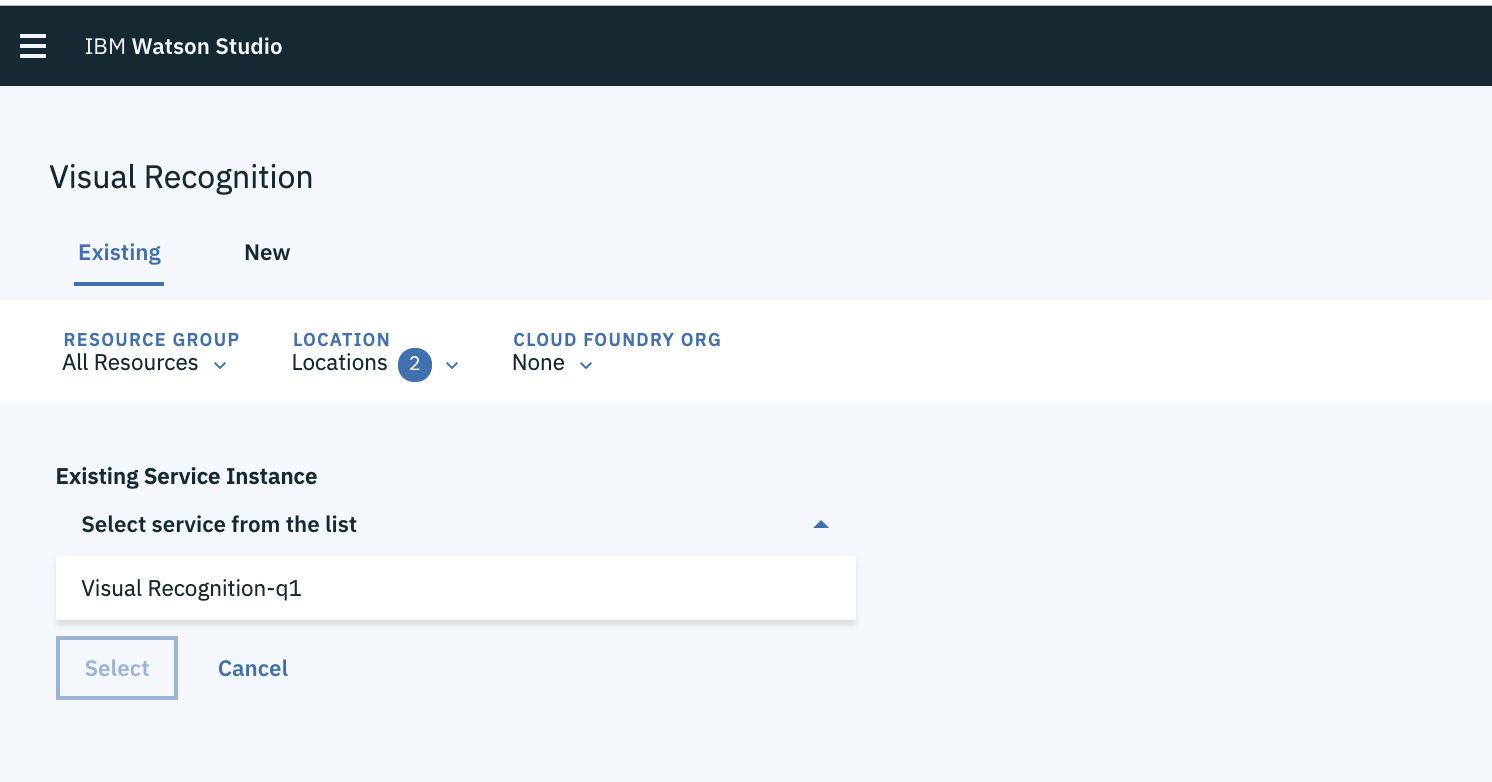 IBM Watson Studio
Visual Recognition
Existing New
RESOURCE GROUP LOCATION CLOUD FOUNDRY ORG
All Resources Locations 2 None
Existing Service Instance
Select service from the list
Visual Recognition-q1
Select Cancel